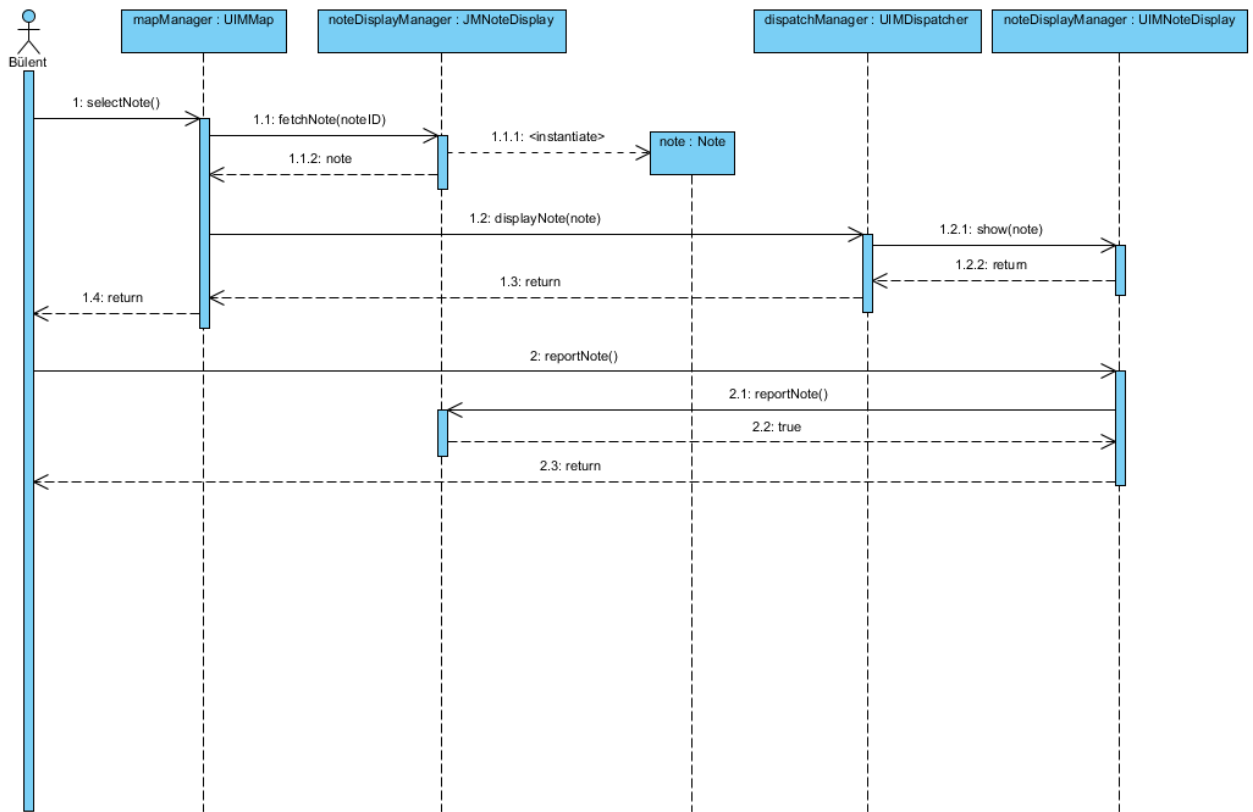 mapManager : UIMMap
noteDisplayManager : JMNoteDisplay
dispatchManager : UIMDispatcher
noteDisplayManager : UIMNoteDisplay
Bülent
1: selectNote()
1.1: fetchNote(noteID)
1.1.1: <instantiate>
note : Note
1.1.2: note
1.2: displayNote(note)
1.2.1: show(note)
1.2.2: return
1.3: return
1.4: return
2: reportNote()
2.1: reportNote()
2.2: true
2.3: return